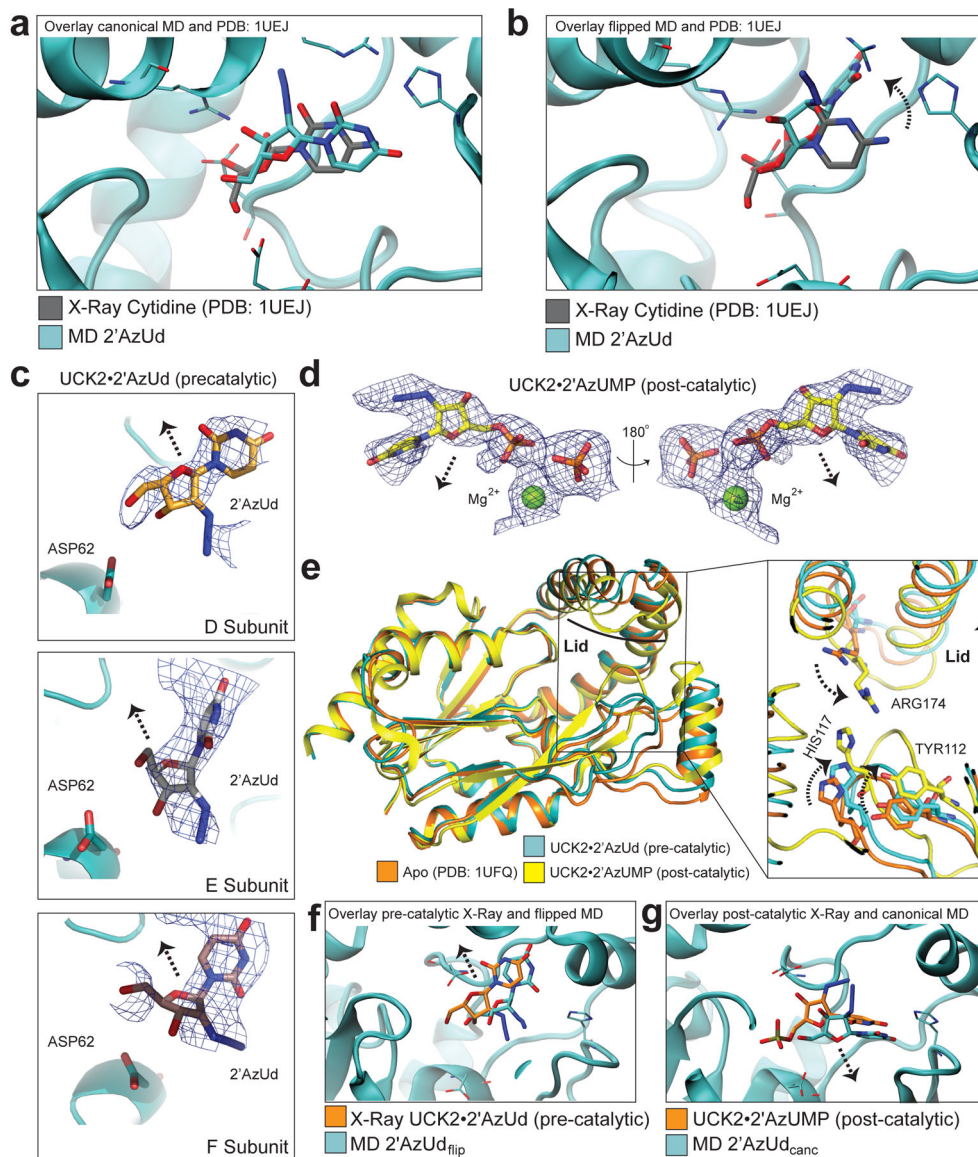 a
Overlay canonical MD and PDB: 1UEJ
X-Ray Cytidine (PDB: 1UEJ)
MD 2'AzUd
b
Overlay flipped MD and PDB: 1UEJ
X-Ray Cytidine (PDB: 1UEJ)
MD 2'AzUd
c
UCK2•2'AzUd (precatalytic)
2'AzUd
ASP62
D Subunit
2'AzUd
ASP62
E Subunit
ASP62
2'AzUd
F Subunit
d
UCK2•2'AzUMP (post-catalytic)
180°
Mg2+
Mg2+
e
Lid
Lid
ARG174
HIS117
TYR112
UCK2•2'AzUd (pre-catalytic)
Apo (PDB: 1UFQ)
UCK2•2'AzUMP (post-catalytic)
f
Overlay pre-catalytic X-Ray and flipped MD
X-Ray UCK2•2'AzUd (pre-catalytic)
MD 2'AzUdflip
g
Overlay post-catalytic X-Ray and canonical MD
UCK2•2'AzUMP (post-catalytic)
MD 2'AzUdcanc